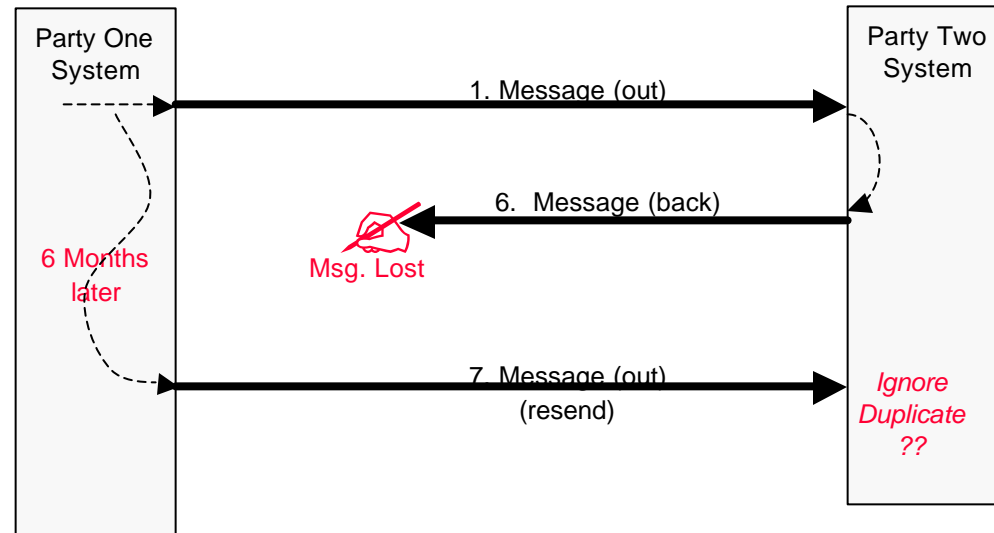 Party One
System
Party Two
System
1. Message (out)
6. Message (back)
Msg. Lost
6 Months
later
7. Message (out)
(resend)
Ignore
Duplicate
??